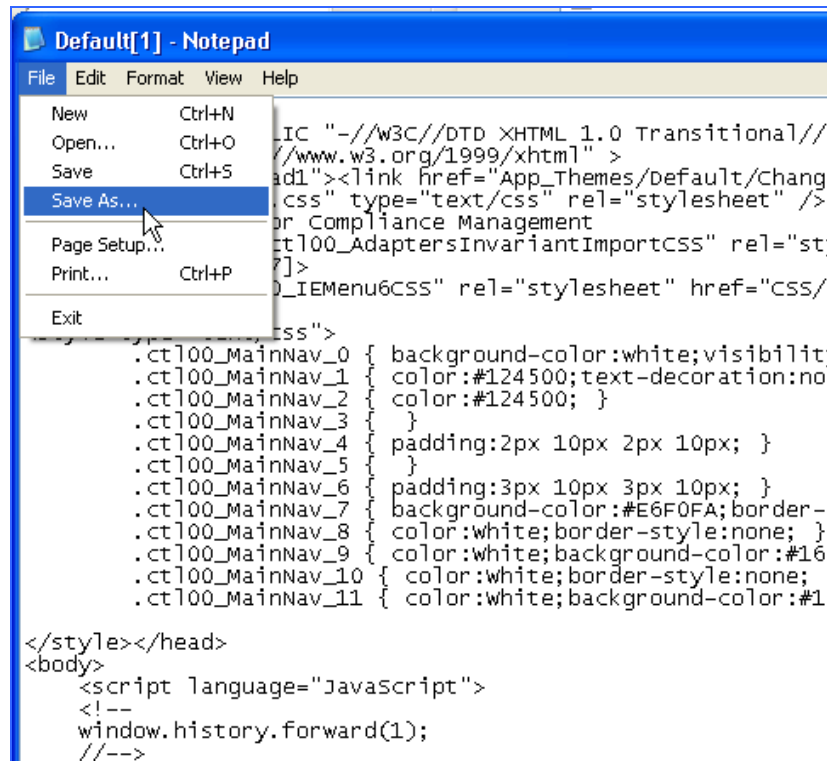 Default[1] - Notepad
File Edit Format View Help
New Ctrl+N
Open... Ctrl+O
Save Ctrl+S
Save As...
Page Setup...
Print... Ctrl+P
Exit
LIC "-//W3C//DTD XHTML 1.0 Transitional//
//www.w3.org/1999/xhtml" >
ad1"><link href="App_Themes/Default/Chang
.css" type="text/css" rel="stylesheet" />
or Compliance Management
ctl00_AdaptersInvariantImportCSS" rel="sty
7]>
0_IEMenu6CSS" rel="stylesheet" href="CSS/
css">
.ctl00_MainNav_0 { background-color:white;visibilit
.ctl00_MainNav_1 { color:#124500;text-decoration:no
.ctl00_MainNav_2 { color:#124500; }
.ctl00_MainNav_3 { }
.ctl00_MainNav_4 { padding:2px 10px 2px 10px; }
.ctl00_MainNav_5 { }
.ctl00_MainNav_6 { padding:3px 10px 3px 10px; }
.ctl00_MainNav_7 { background-color:#E6F0FA;border-
.ctl00_MainNav_8 { color:White;border-style:none; }
.ctl00_MainNav_9 { color:White;background-color:#16
.ctl00_MainNav_10 { color:White;border-style:none;
.ctl00_MainNav_11 { color:White;background-color:#1
</style></head>
<body>
<script language="JavaScript">
<!--
window.history.forward(1);
//-->